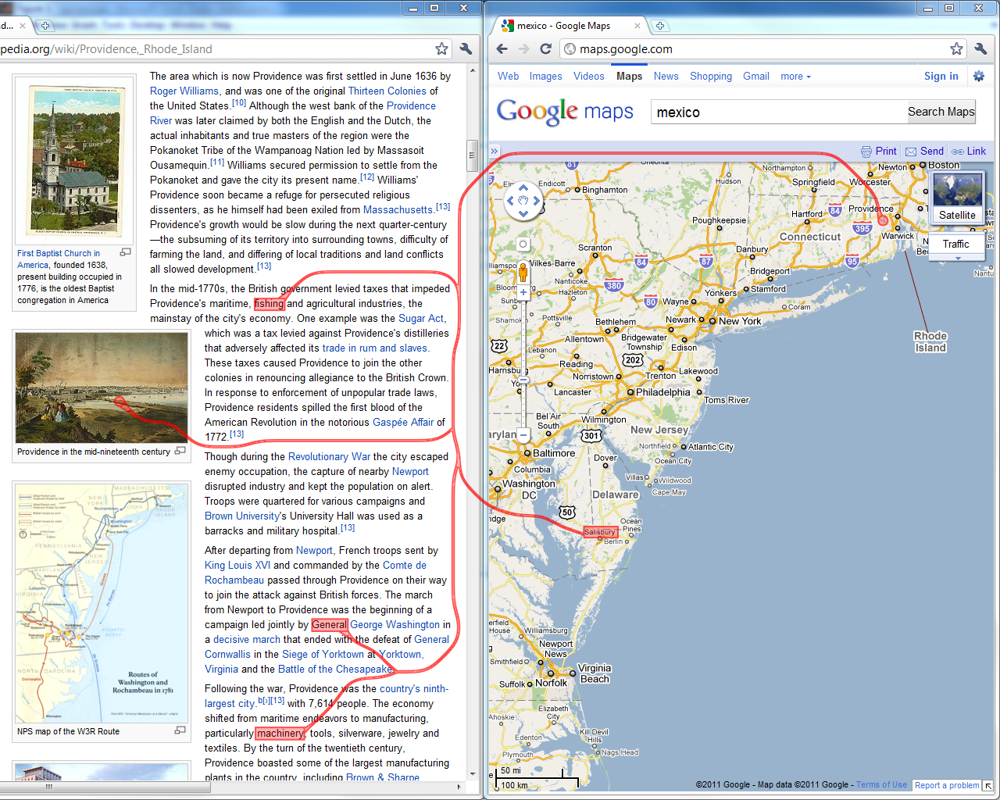 d...
pedia.org/wiki/Providence,_Rhode_Island
The area which is now Providence was first settled in June 1636 by
Roger Williams, and was one of the original Thirteen Colonies of
the United States.[10] Although the west bank of the Providence
River was later claimed by both the English and the Dutch, the
actual inhabitants and true masters of the region were the
Pokanoket Tribe of the Wampanoag Nation led by Massasoit
Ousamequin.[11] Williams secured permission to settle from the
Pokanoket and gave the city its present name.[12] Williams'
Providence soon became a refuge for persecuted religious
dissenters, as he himself had been exiled from Massachusetts.[13]
Providence's growth would be slow during the next quarter-century
—the subsuming of its territory into surrounding towns, difficulty of
farming the land, and differing of local traditions and land conflicts
all slowed development.[13]
First Baptist Church in
America, founded 1638,
present building occupied in
1776, is the oldest Baptist
congregation in America
In the mid-1770s, the British government levied taxes that impeded
Providence's maritime, fishing and agricultural industries, the
mainstay of the city's economy. One example was the Sugar Act,
which was a tax levied against Providence's distilleries
that adversely affected its trade in rum and slaves.
These taxes caused Providence to join the other
colonies in renouncing allegiance to the British Crown.
In response to enforcement of unpopular trade laws,
Providence residents spilled the first blood of the
American Revolution in the notorious Gaspée Affair of
1772.[13]
Providence in the mid-nineteenth century
Though during the Revolutionary War the city escaped
enemy occupation, the capture of nearby Newport
disrupted industry and kept the population on alert.
Troops were quartered for various campaigns and
Brown University's University Hall was used as a
barracks and military hospital.[13]
After departing from Newport, French troops sent by
King Louis XVI and commanded by the Comte de
Rochambeau passed through Providence on their way
to join the attack against British forces. The march
from Newport to Providence was the beginning of a
campaign led jointly by General George Washington in
a decisive march that ended with the defeat of General
Cornwallis in the Siege of Yorktown at Yorktown,
Virginia and the Battle of the Chesapeake.
Routes of
Washington and
Rochambeau in 1781
NPS map of the W3R Route
Following the war, Providence was the country's ninth-
largest city.b[›][13] with 7,614 people. The economy
shifted from maritime endeavors to manufacturing,
particularly machinery, tools, silverware, jewelry and
textiles. By the turn of the twentieth century,
Providence boasted some of the largest manufacturing
plants in the country, including Brown & Sharpe,
mexico - Google Maps
maps.google.com
Web Images Videos Maps News Shopping Gmail more
Sign in
Google maps
mexico
Search Maps
» Print Send Link
81
Oneonta
Northampton
Newton
Boston
Endicott
Binghamton
Hudson
Springfield
Worcester
Satellite
Poughkeepsie
Hartford
84
Providence
395
Warwick
Connecticut
Traffic
Scranton
Danbury
95
Wilkes-Barre
84
87
Bridgeport
Nanticoke
Hazleton
380
80
Stamford
Yonkers
Wayne
Coram
Pottsville
Newark
New York
Bethlehem
Allentown
Bridgewater
Township
Edison
Rhode
Island
22
Lebanon
Reading
202
Harrisburg
Norristown
Trenton
Lakewood
Lancaster
Philadelphia
Toms River
Bel Air
South
Wilmington
New Jersey
301
Northfield
Atlantic City
Baltimore
Dover
Ocean City
Columbia
Villas
Wildwood
Cape May
Washington
DC
Delaware
50
Ocean
Pines
Salisbury
Berlin
Williamsburg
Newport
News
Smithfield
Virginia
Beach
Suffolk
Norfolk
Elizabeth
City
Ahoskie
Kill Devil
Hills
Edenton
Nags Head
Plymouth
50 mi
100 km
©2011 Google - Map data ©2011 Google - Terms of Use
Report a problem